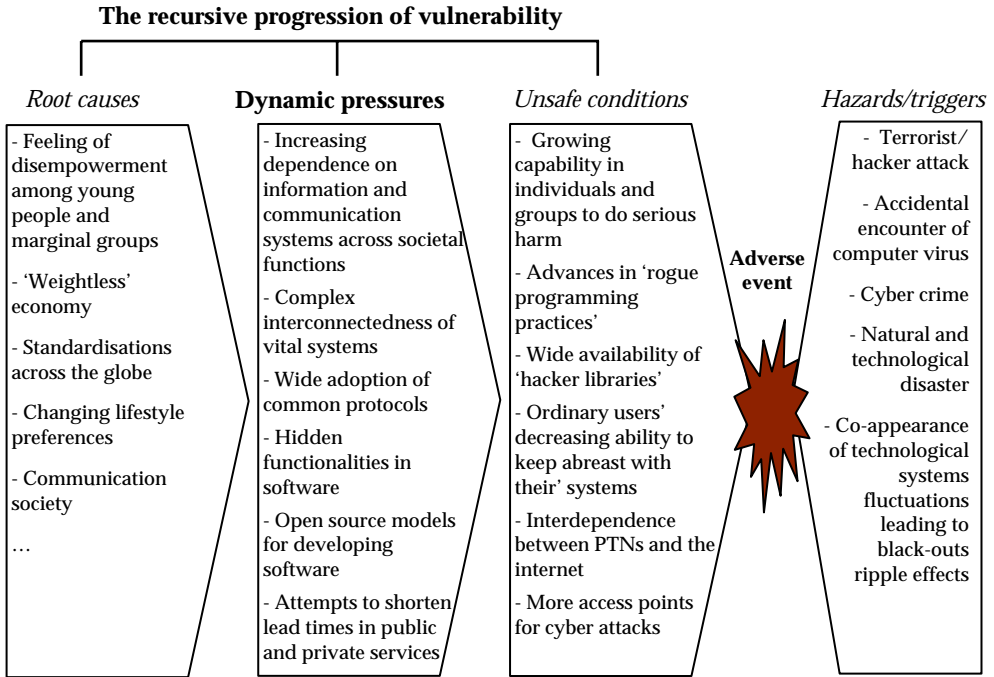 The recursive progression of vulnerability
Root causes
- Feeling of
disempowerment
among young
people and
marginal groups
- ‘Weightless’
economy
- Standardisations
across the globe
- Changing lifestyle
preferences
- Communication
society
…
Dynamic pressures
- Increasing
dependence on
information and
communication
systems across societal
functions
- Complex
interconnectedness of
vital systems
- Wide adoption of
common protocols
- Hidden
functionalities in
software
- Open source models
for developing
software
- Attempts to shorten
lead times in public
and private services
Unsafe conditions
- Growing
capability in
individuals and
groups to do serious
harm
- Advances in ‘rogue
programming
practices’
- Wide availability of
‘hacker libraries’
- Ordinary users’
decreasing ability to
keep abreast with
their’ systems
- Interdependence
between PTNs and the
internet
- More access points
for cyber attacks
Adverse
event
Hazards/triggers
- Terrorist/
hacker attack
- Accidental
encounter of
computer virus
- Cyber crime
- Natural and
technological
disaster
- Co-appearance
of technological
systems
fluctuations
leading to
black-outs
ripple effects